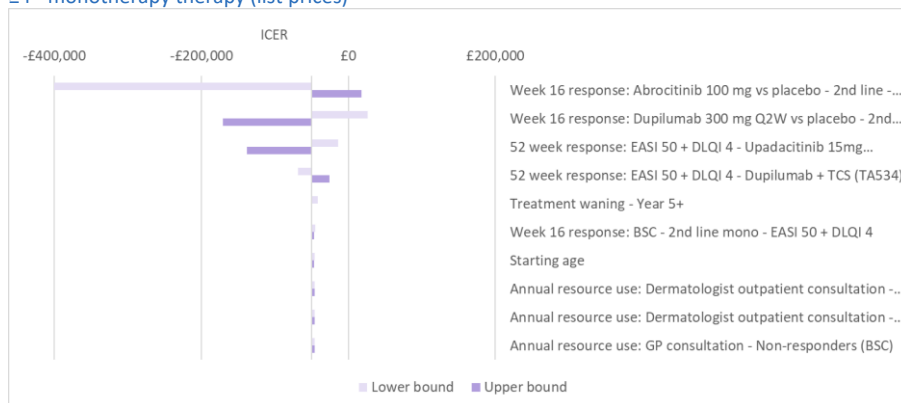 monotherapy therapy (list prices)
ICER
-£400,000 -£200,000 £0 £200,000
Week 16 response: Abrocitinib 100 mg vs placebo - 2nd line -...
Week 16 response: Dupilumab 300 mg Q2W vs placebo - 2nd...
52 week response: EASI 50 + DLQI 4 - Upadacitinib 15mg...
52 week response: EASI 50 + DLQI 4 - Dupilumab + TCS (TA534)
Treatment waning - Year 5+
Week 16 response: BSC - 2nd line mono - EASI 50 + DLQI 4
Starting age
Annual resource use: Dermatologist outpatient consultation -...
Annual resource use: Dermatologist outpatient consultation -...
Annual resource use: GP consultation - Non-responders (BSC)
Lower bound Upper bound